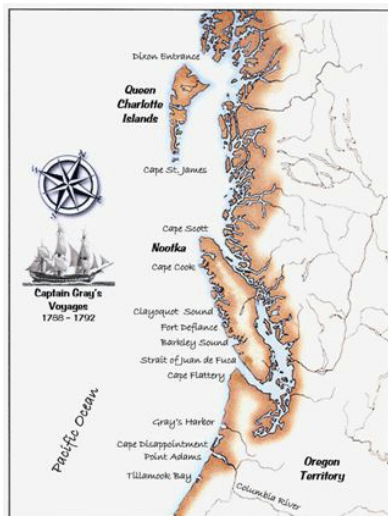 Dixon Entrance
Queen
Charlotte
Islands
Cape St. James
Cape Scott
Nootka
Cape Cook
Captain Gray's
Voyages
1788 - 1792
Clayoquot Sound
Fort Defiance
Barkley Sound
Strait of Juan de Fuca
Cape Flattery
Pacific Ocean
Gray's Harbor
Cape Disappointment
Point Adams
Tillamook Bay
Oregon
Territory
Columbia River